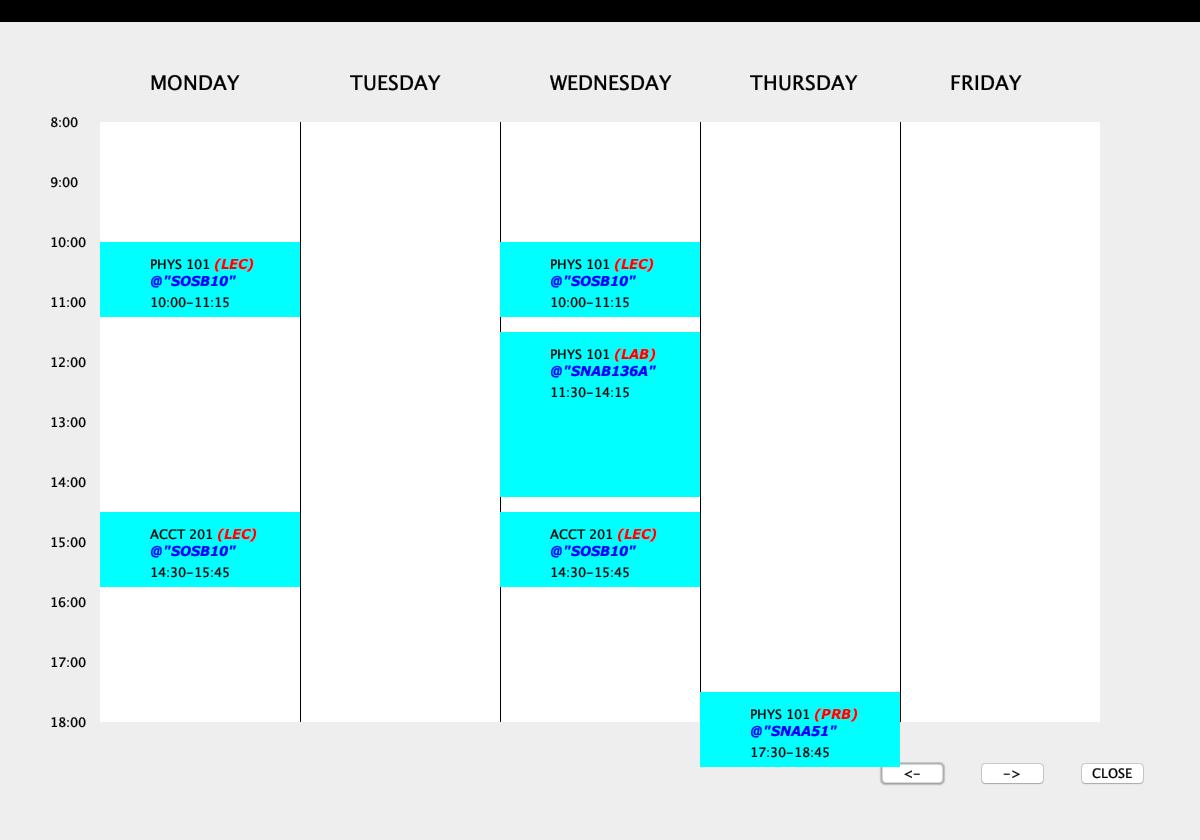 MONDAY TUESDAY WEDNESDAY THURSDAY FRIDAY
8:00
9:00
10:00
PHYS 101 (LEC) PHYS 101 (LEC)
@"SOSB10" @"SOSB10"
11:00 10:00-11:15 10:00-11:15
PHYS 101 (LAB)
12:00
@"SNAB136A"
11:30-14:15
13:00
14:00
ACCT 201 (LEC) ACCT 201 (LEC)
15:00
@"SOSB10" @"SOSB10"
14:30-15:45 14:30-15:45
16:00
17:00
PHYS 101 (PRB)
18:00
@"SNAA51"
17:30-18:45
<- -> CLOSE